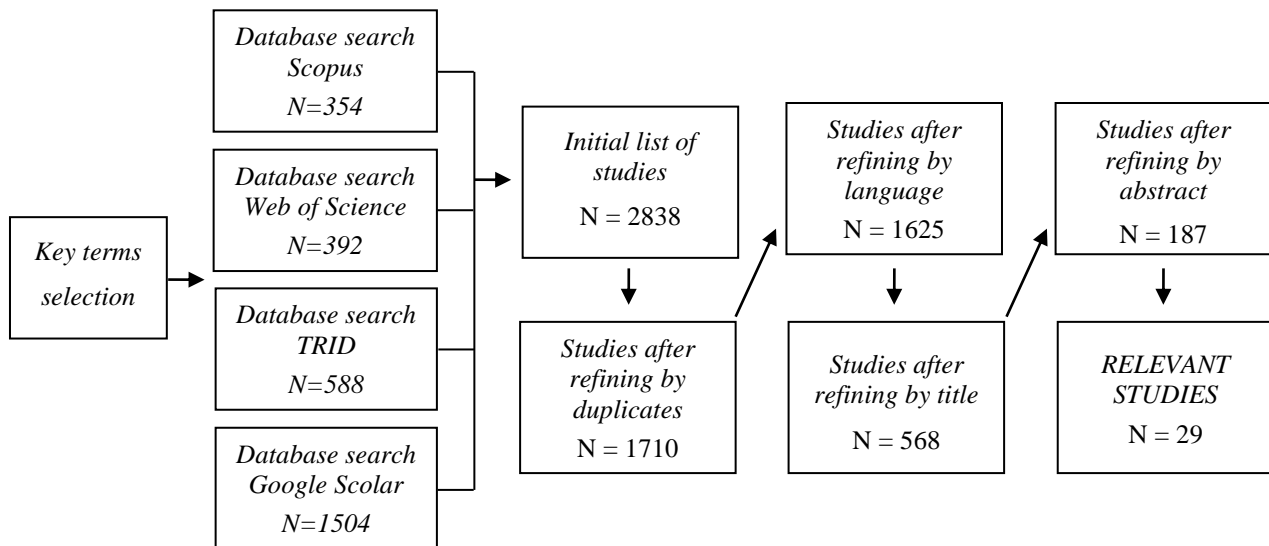 Key terms
selection
Database search
Scopus
N=354
Database search
Web of Science
N=392
Database search
TRID
N=588
Database search
Google Scolar
N=1504
Initial list of
studies
N = 2838
Studies after
refining by
duplicates
N = 1710
Studies after
refining by
language
N = 1625
Studies after
refining by title
N = 568
Studies after
refining by
abstract
N = 187
RELEVANT
STUDIES
N = 29